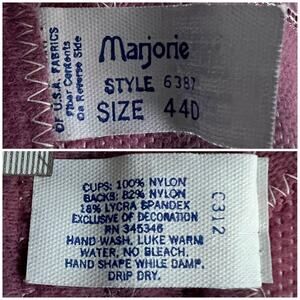 OF U.S.A. FABRICS
Fiber Contents
On Reverse Side
Marjorie
STYLE 6387
SIZE 44D
CUPS: 100% NYLON
BACKS: 82% NYLON
18% LYCRA SPANDEX
EXCLUSIVE OF DECORATION
RN 345346
HAND WASH, LUKE WARM
WATER, NO BLEACH.
HAND SHAPE WHILE DAMP.
DRIP DRY.
C312